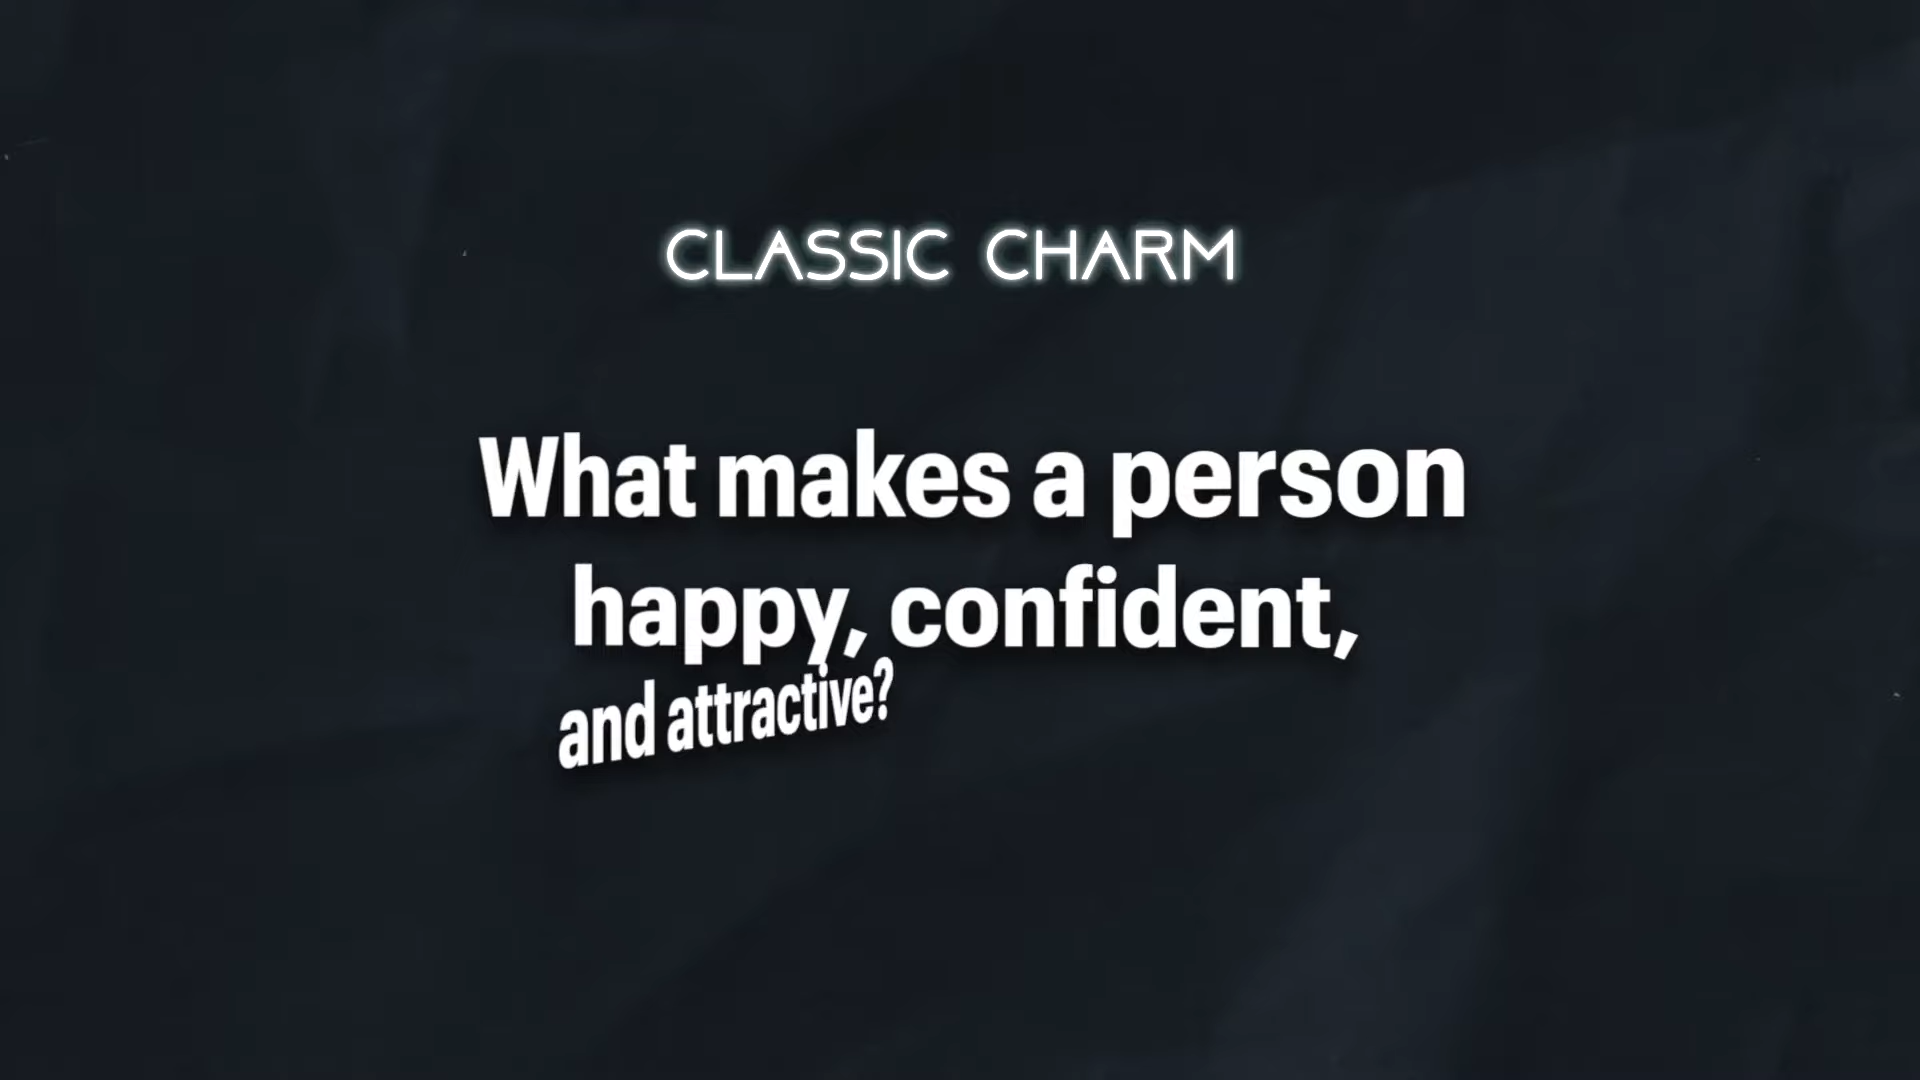 CLASSIC CHARM
What makes a person
happy, confident,
and attractive?